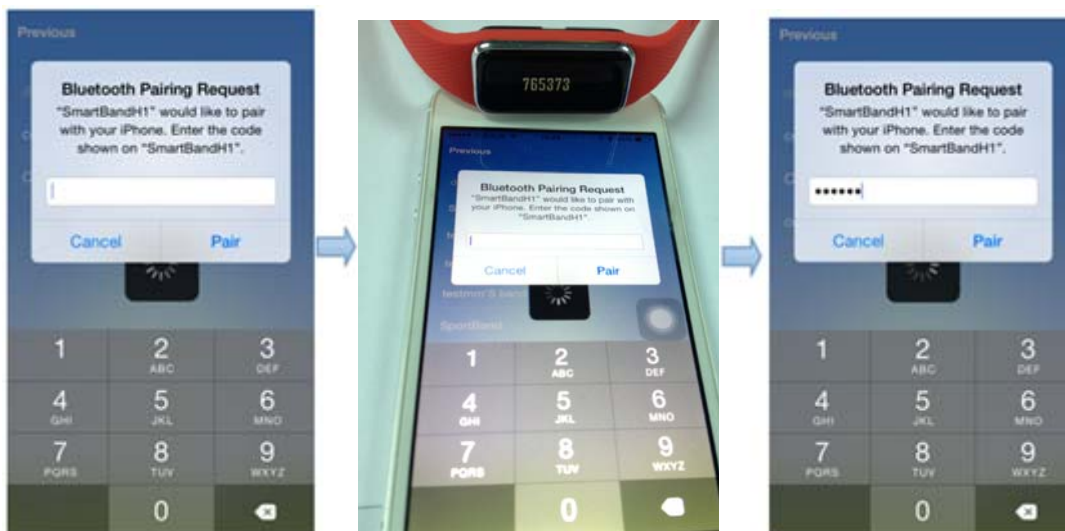 Previous
Bluetooth Pairing Request
"SmartBandH1" would like to pair
with your iPhone. Enter the code
shown on "SmartBandH1".
Cancel Pair
1 2 3
ABC DEF
4 5 6
GHI JKL MNO
7 8 9
PQRS TUV WXYZ
0
765373
Previous
Bluetooth Pairing Request
"SmartBandH1" would like to pair with
your iPhone. Enter the code shown on
"SmartBandH1".
Cancel Pair
testmm'S band
SportBand
1 2 3
ABC DEF
4 5 6
GHI JKL MNO
7 8 9
PQRS TUV WXYZ
0
Previous
Bluetooth Pairing Request
"SmartBandH1" would like to pair
with your iPhone. Enter the code
shown on "SmartBandH1".
••••••
Cancel Pair
1 2 3
ABC DEF
4 5 6
GHI JKL MNO
7 8 9
PQRS TUV WXYZ
0